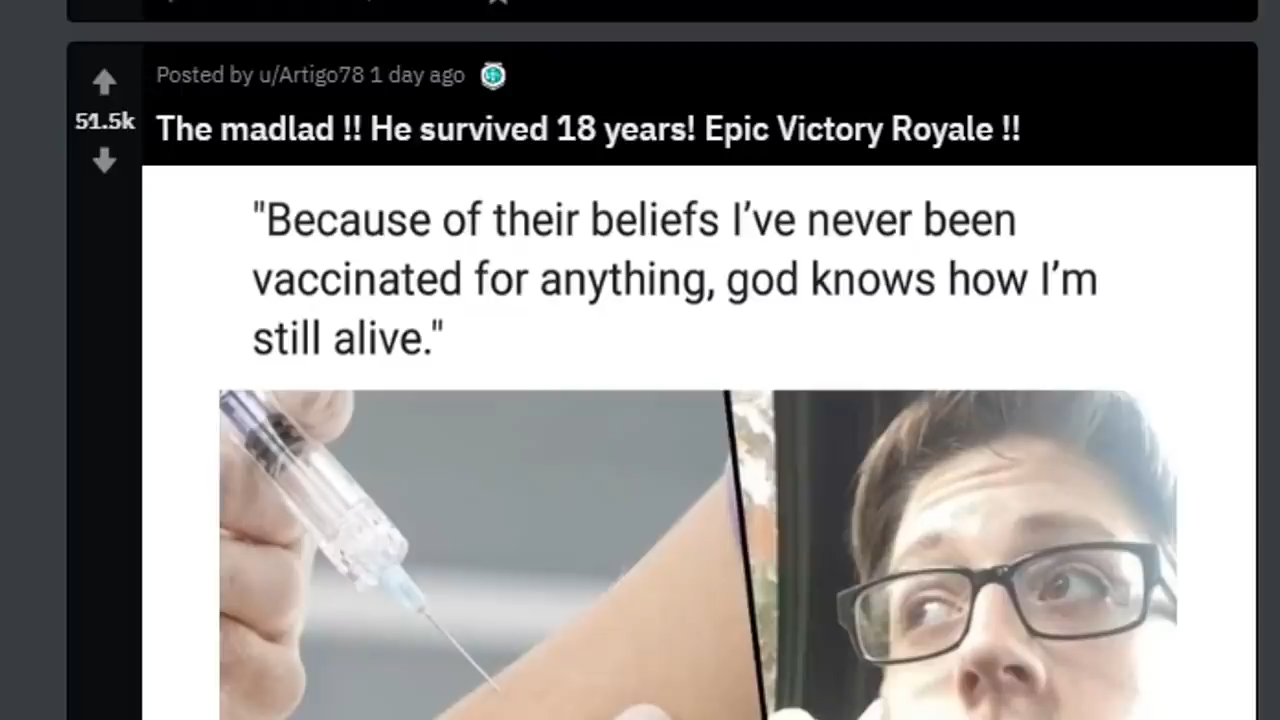 Posted by u/Artigo78 1 day ago
51.5k
The madlad !! He survived 18 years! Epic Victory Royale !!
"Because of their beliefs I’ve never been
vaccinated for anything, god knows how I’m
still alive."